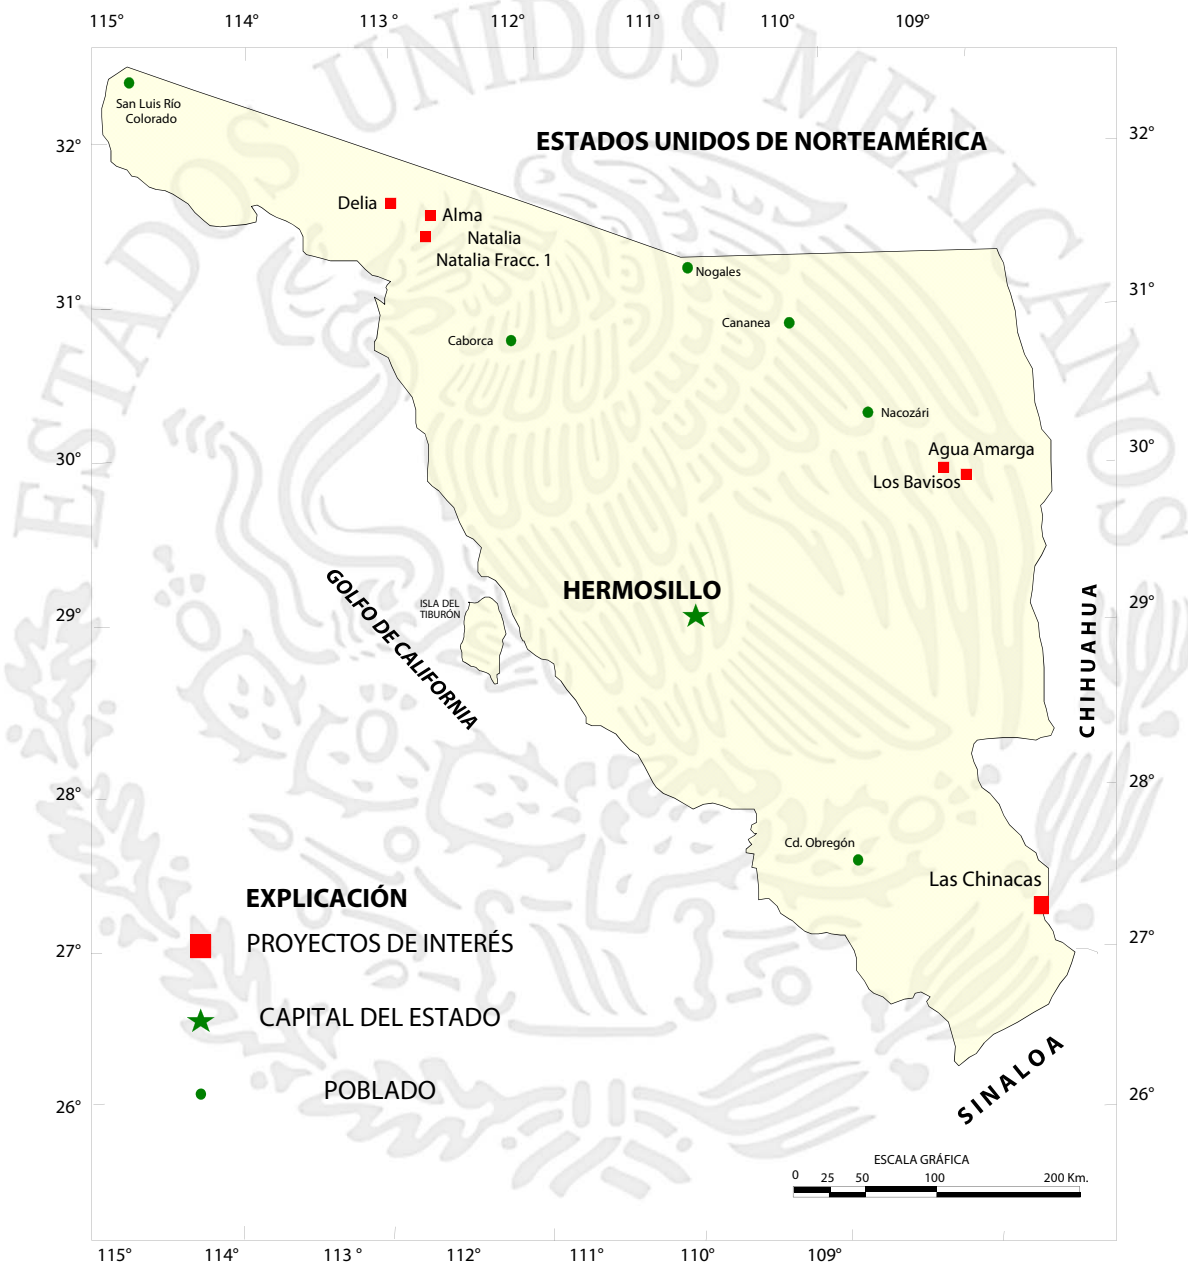 115° 114° 113 ° 112° 111° 110° 109°
ESTADOS UNIDOS MEXICANOS
San Luis Río
Colorado
32°
32°
ESTADOS UNIDOS DE NORTEAMÉRICA
Delia
Alma
Natalia
Natalia Fracc. 1
Nogales
31°
31°
Cananea
Caborca
Nacozári
30°
30°
Agua Amarga
Los Bavisos
HERMOSILLO
GOLFO DE CALIFORNIA
ISLA DEL
TIBURÓN
29°
29°
CHIHUAHUA
28°
28°
Cd. Obregón
Las Chinacas
EXPLICACIÓN
PROYECTOS DE INTERÉS
27°
27°
CAPITAL DEL ESTADO
POBLADO
26°
26°
SINALOA
ESCALA GRÁFICA
0 25 50 100 200 Km.
115° 114° 113 ° 112° 111° 110° 109°